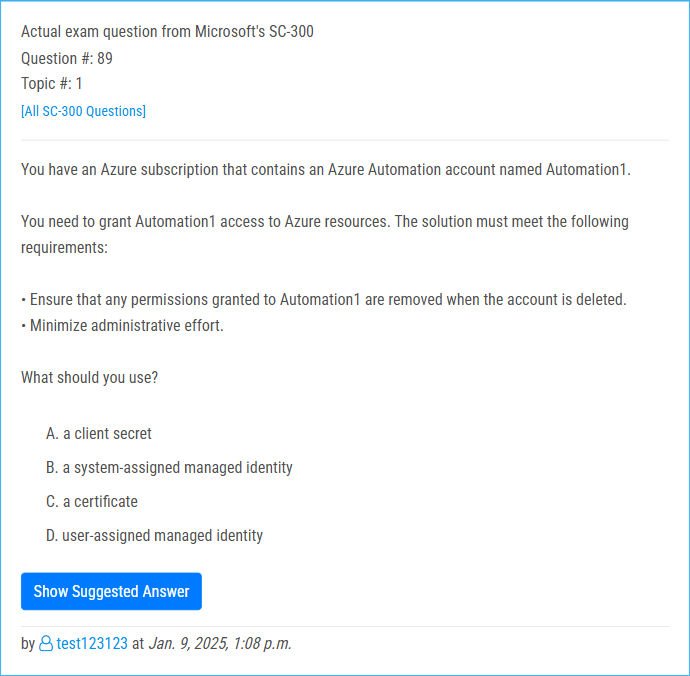 Actual exam question from Microsoft's SC-300
Question #: 89
Topic #: 1
[All SC-300 Questions]
You have an Azure subscription that contains an Azure Automation account named Automation1.
You need to grant Automation1 access to Azure resources. The solution must meet the following
requirements:
• Ensure that any permissions granted to Automation1 are removed when the account is deleted.
• Minimize administrative effort.
What should you use?
A. a client secret
B. a system-assigned managed identity
C. a certificate
D. user-assigned managed identity
Show Suggested Answer
by test123123 at Jan. 9, 2025, 1:08 p.m.